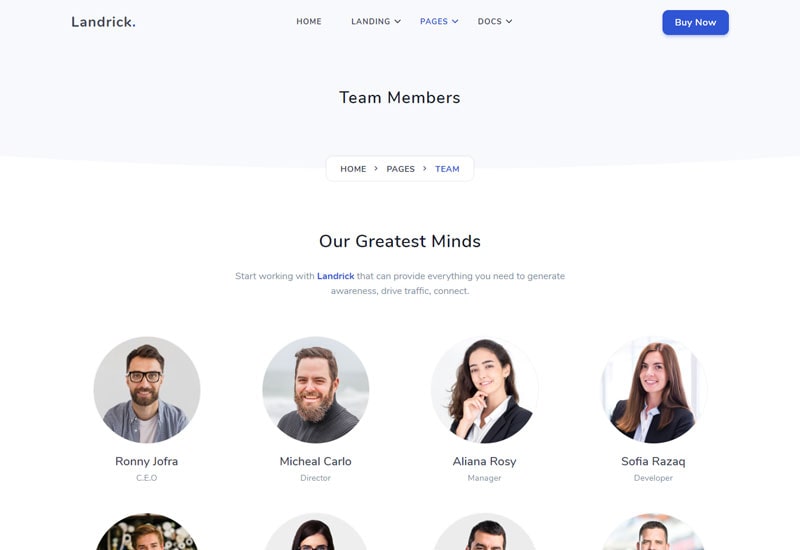 Landrick.
HOME
LANDING
PAGES
DOCS
Buy Now
Team Members
HOME
PAGES
TEAM
Our Greatest Minds
Start working with Landrick that can provide everything you need to generate
awareness, drive traffic, connect.
Ronny Jofra
C.E.O
Micheal Carlo
Director
Aliana Rosy
Manager
Sofia Razaq
Developer